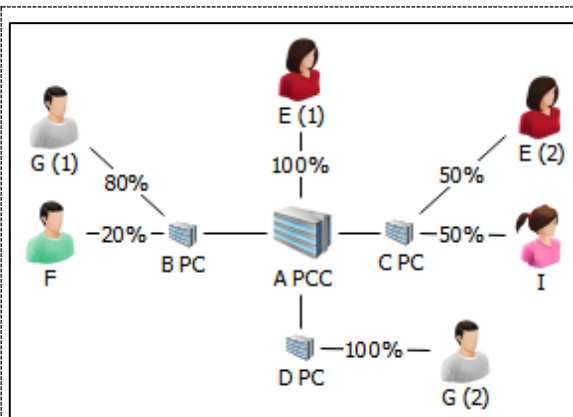 E (1)
G (1)
E (2)
80%
100%
50%
20%
50%
F
B PC
A PCC
C PC
I
D PC
100%
G (2)